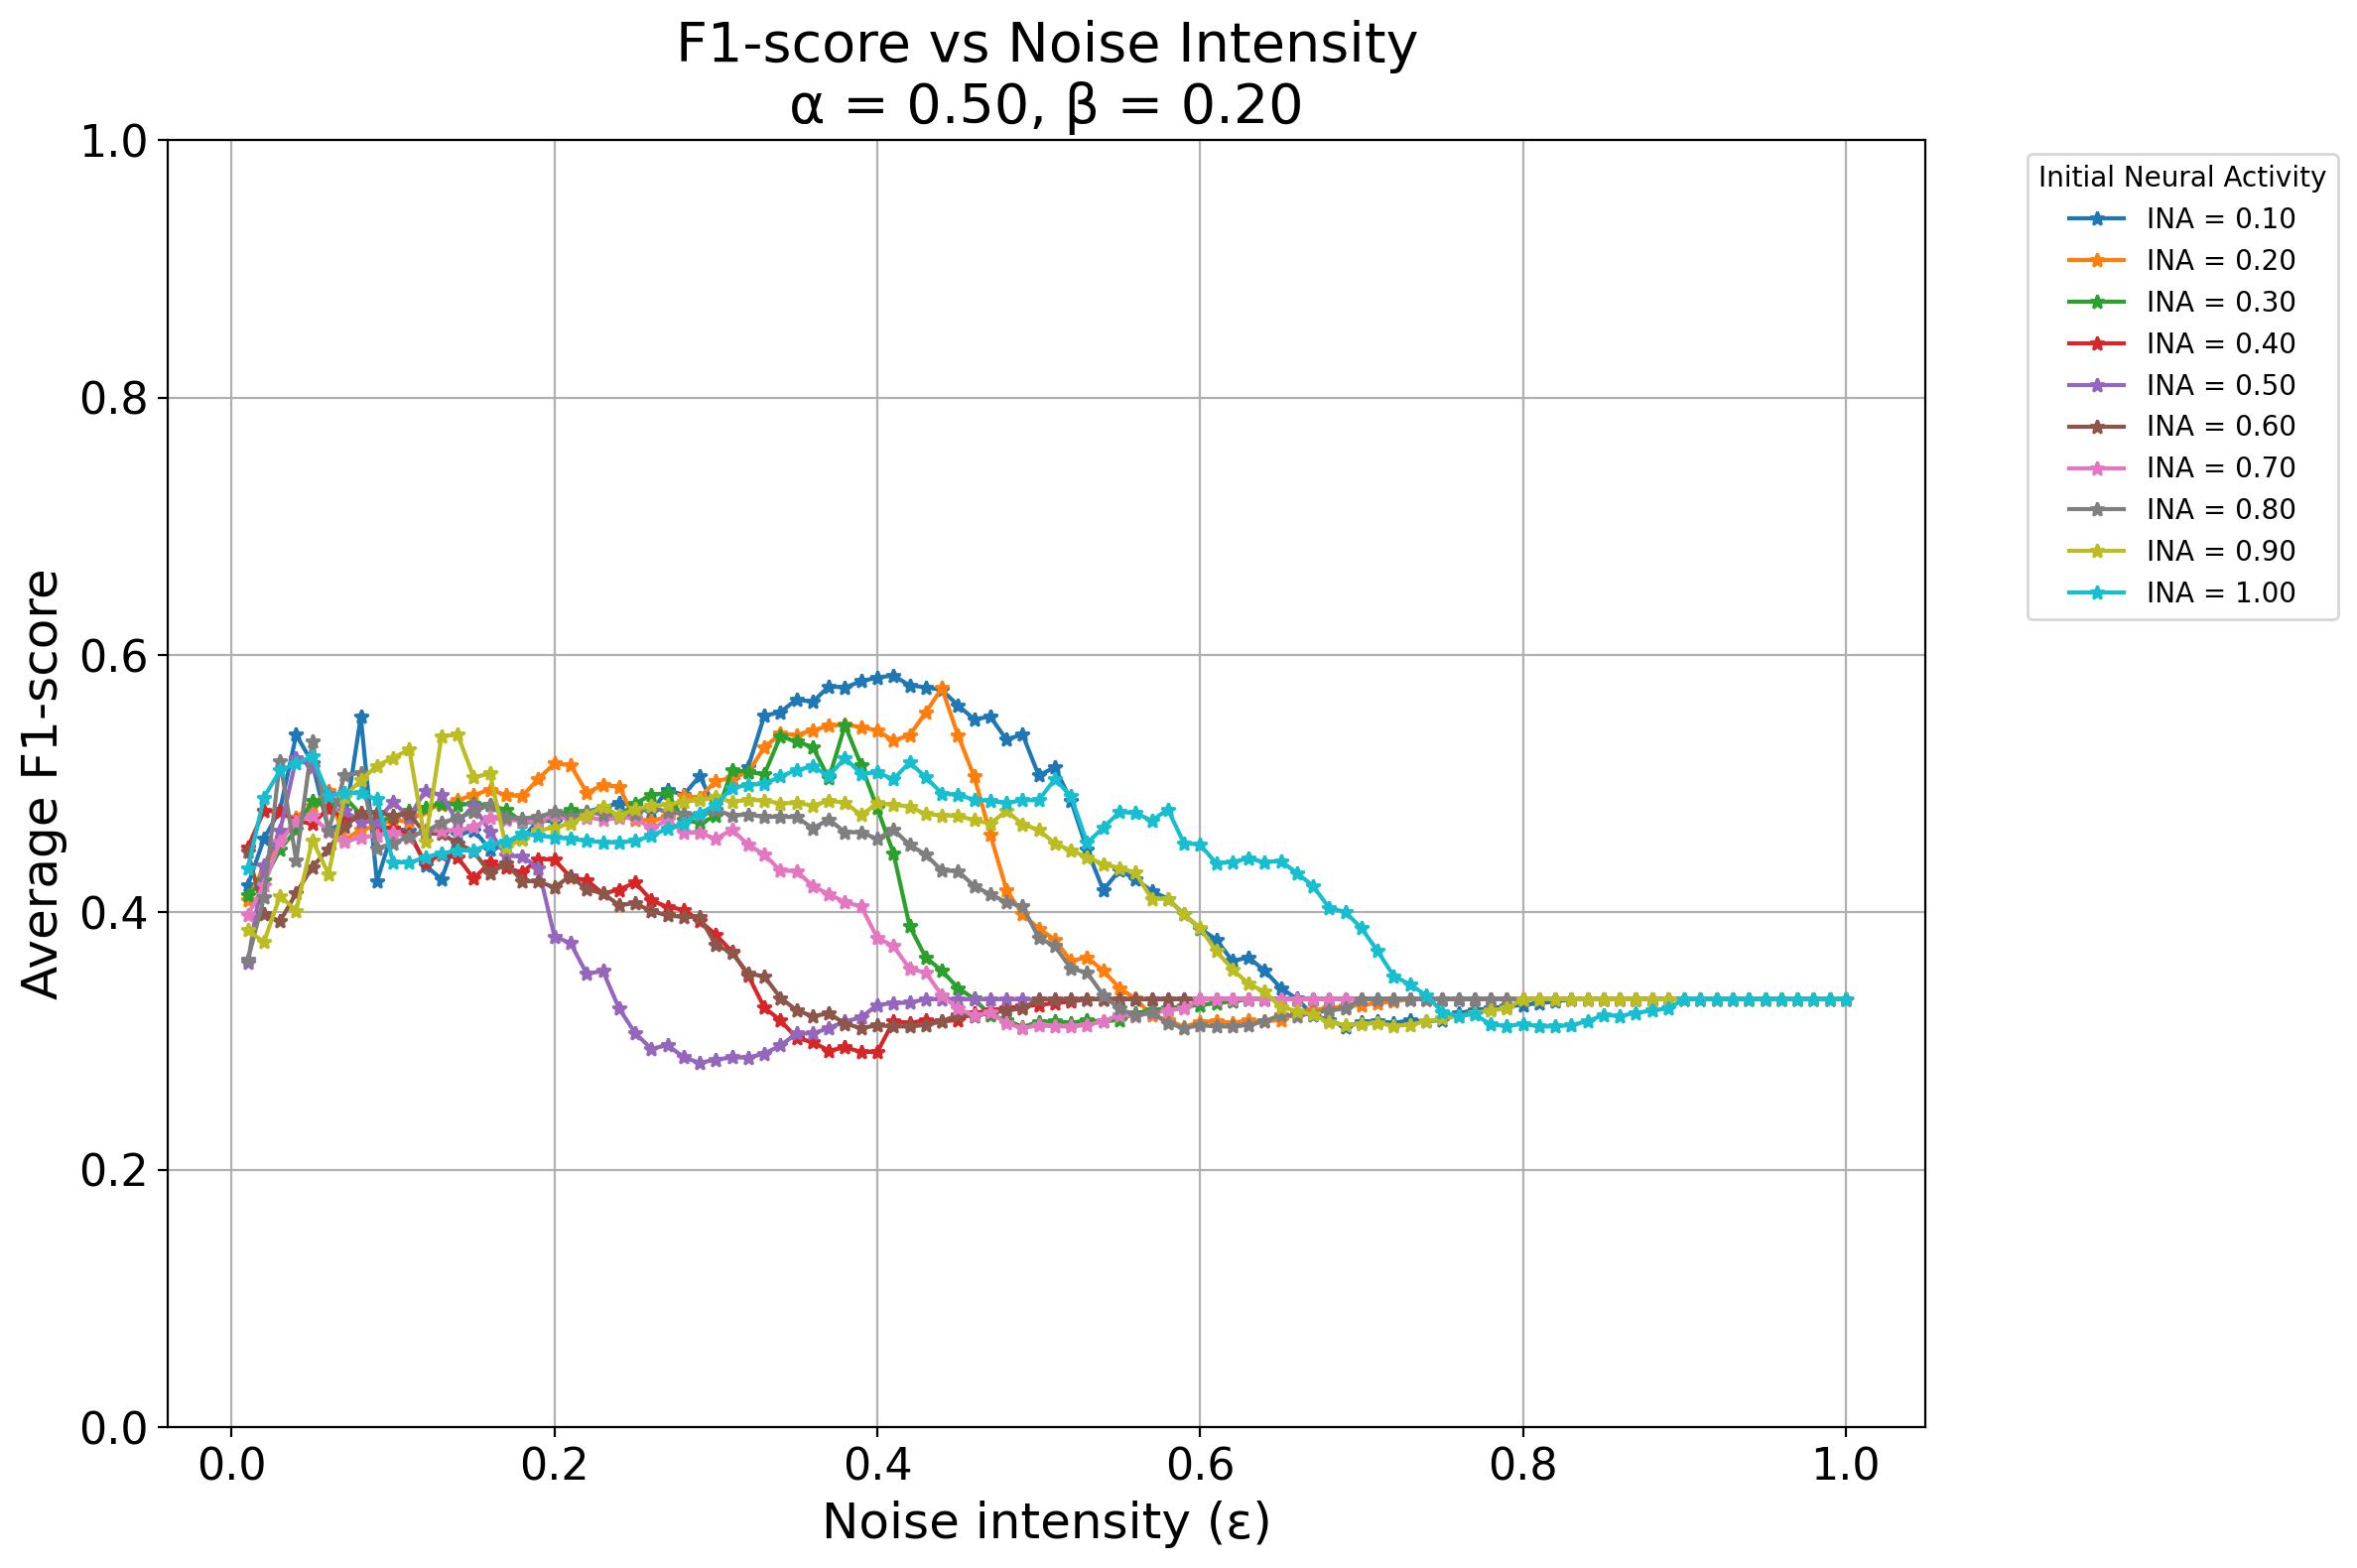 F1-score vs Noise Intensity
α = 0.50, β = 0.20
1.0
0.8
0.6
0.4
0.2
0.0
Average F1-score
0.0 0.2 0.4 0.6 0.8 1.0
Noise intensity (ε)
Initial Neural Activity
INA = 0.10
INA = 0.20
INA = 0.30
INA = 0.40
INA = 0.50
INA = 0.60
INA = 0.70
INA = 0.80
INA = 0.90
INA = 1.00